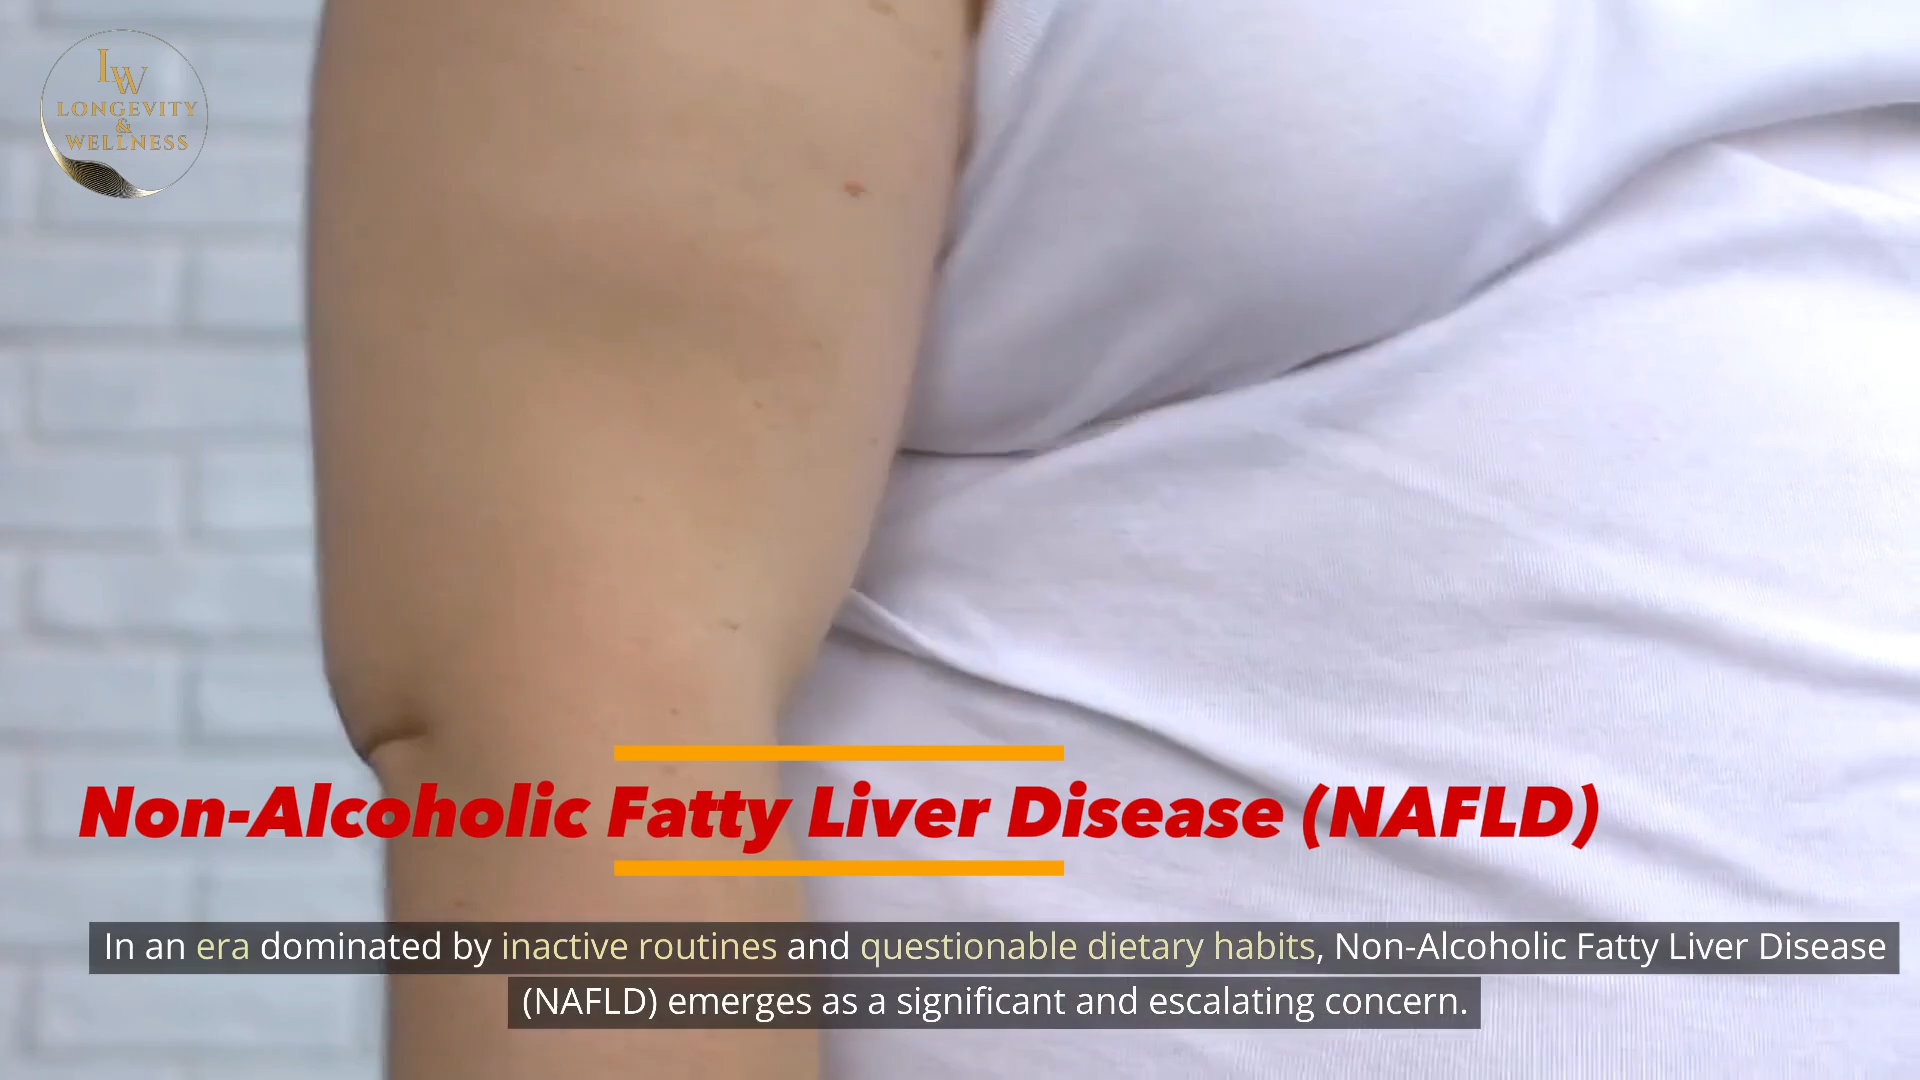 LW
LONGEVITY
&
WELLNESS
Non-Alcoholic Fatty Liver Disease (NAFLD)
In an era dominated by inactive routines and questionable dietary habits, Non-Alcoholic Fatty Liver Disease
(NAFLD) emerges as a significant and escalating concern.